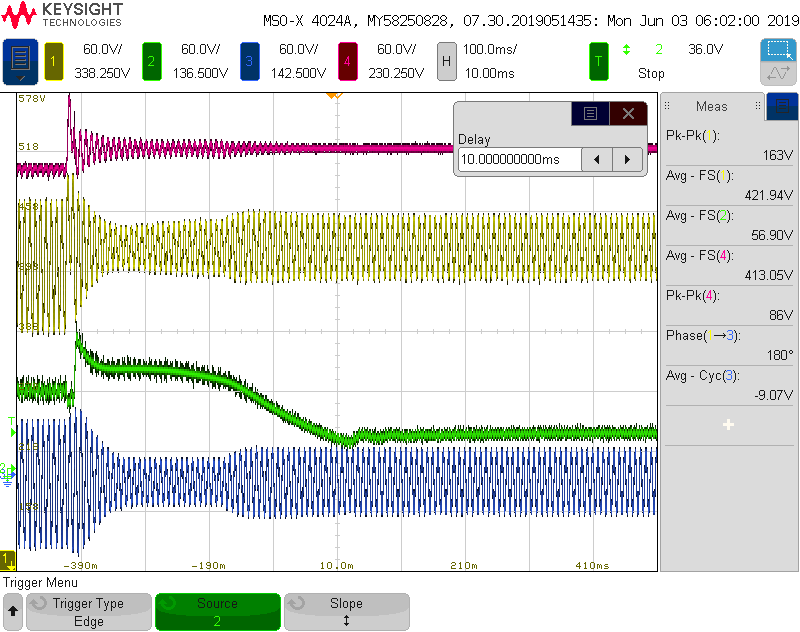 KEYSIGHT
TECHNOLOGIES
MSO-X 4024A, MY58250828, 07.30.2019051435: Mon Jun 03 06:02:00 2019
1 60.0V/ 338.250V
2 60.0V/ 136.500V
3 60.0V/ 142.500V
4 60.0V/ 230.250V
H 100.0ms/ 10.00ms
T 2 36.0V
Stop
578V
518
458
398
338
Delay
10.000000000ms
Meas
Pk-Pk( ):
163V
Avg - FS( ):
421.94V
Avg - FS(2):
56.90V
Avg - FS(4):
413.05V
Pk-Pk(4):
86V
Phase(1→3):
180°
Avg - Cyc(3):
-9.07V
T
2
1
-390m -190m 10.0m 210m 410ms
Trigger Menu
Trigger Type
Edge
Source
2
Slope